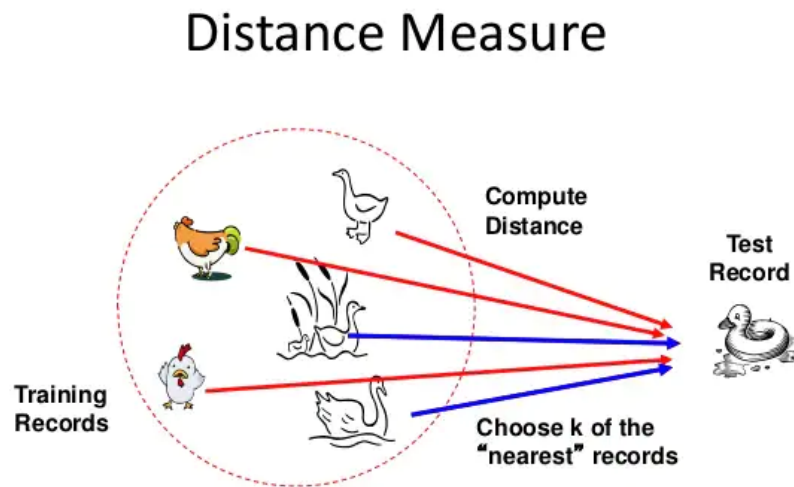 Distance Measure
Compute
Distance
Test
Record
Training
Records
Choose k of the
“nearest” records